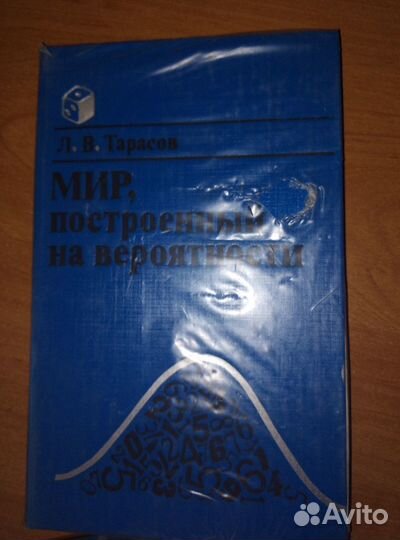 Л. В. Тарасов
МИР,
построенный
на вероятности
Avito